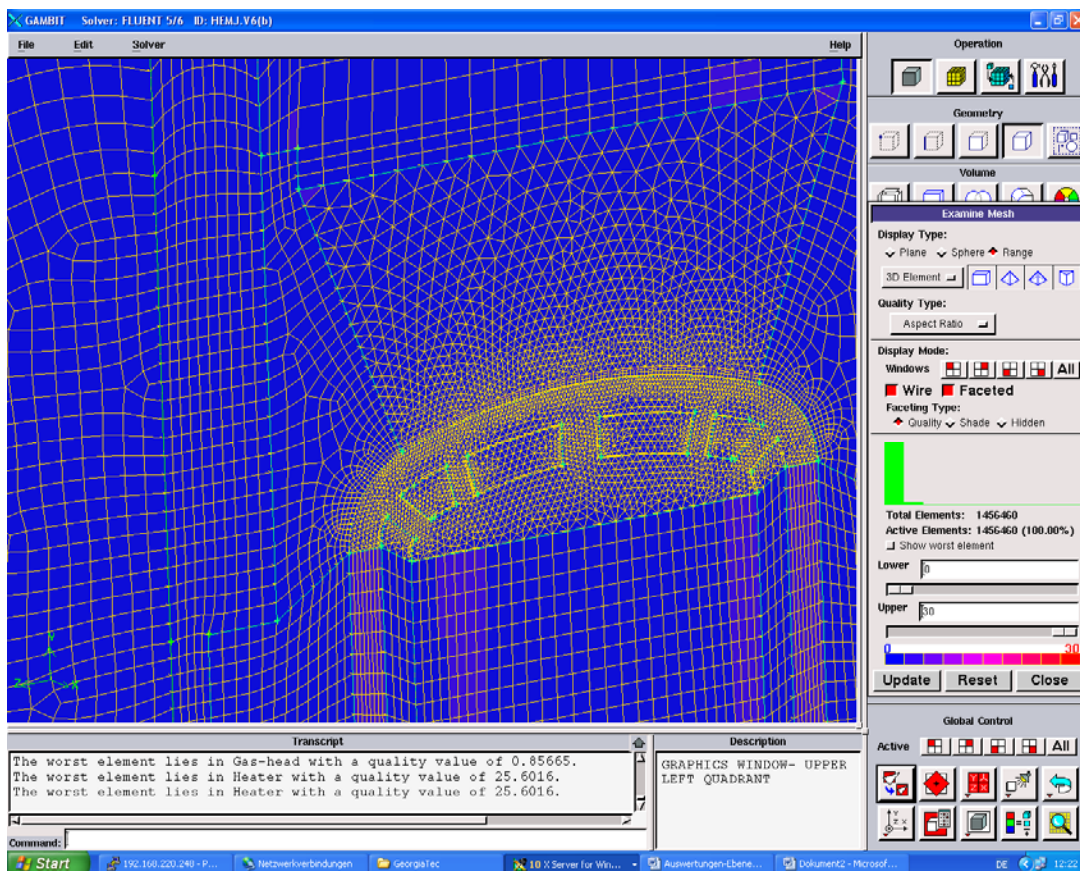 GAMBIT Solver: FLUENT 5/6 ID: HEMJ.V6(b)
File Edit Solver Help
Operation
Geometry
Volume
Examine Mesh
Display Type:
Plane Sphere Range
3D Element
Quality Type:
Aspect Ratio
Display Mode:
Windows All
Wire Faceted
Faceting Type:
Quality Shade Hidden
Total Elements: 1456460
Active Elements: 1456460 (100.00%)
Show worst element
Lower 0
Upper 30
0 30
Update Reset Close
Global Control
Active All
Transcript
The worst element lies in Gas-head with a quality value of 0.85665.
The worst element lies in Heater with a quality value of 25.6016.
The worst element lies in Heater with a quality value of 25.6016.
Command:
Description
GRAPHICS WINDOW- UPPER
LEFT QUADRANT
Start 192.168.220.240 - P... Netzwerkverbindungen GeorgiaTec 10 X Server for Win... Auswertungen-Ebene... Dokument2 - Microsof... DE 12:22